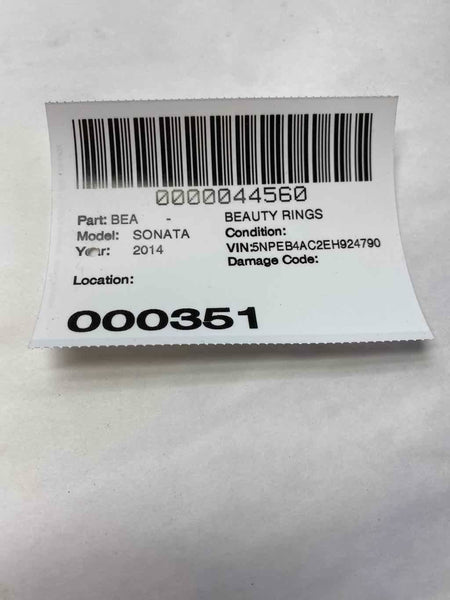 0000044560
Part: BEA - BEAUTY RINGS
Model: SONATA Condition:
Year: 2014 VIN:5NPEB4AC2EH924790
Damage Code:
Location:
000351